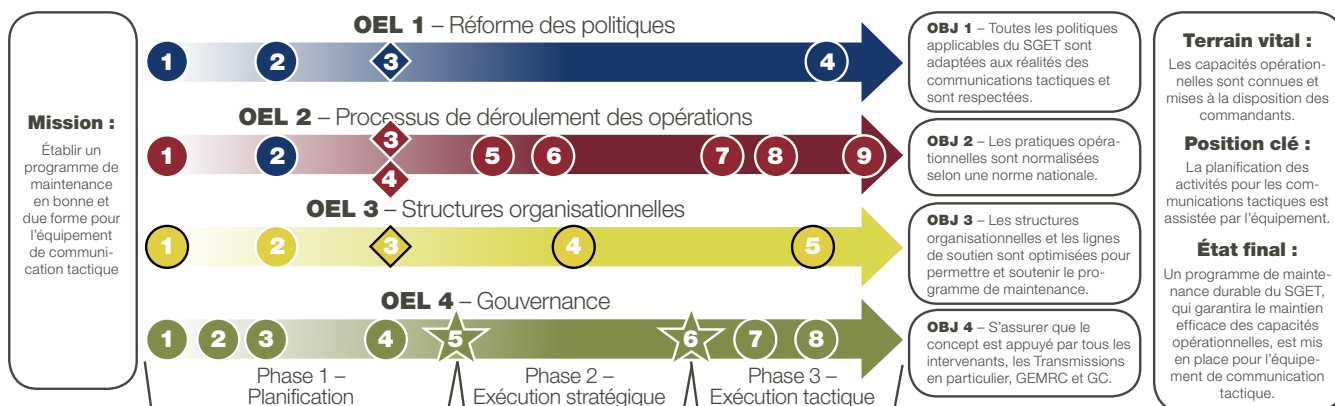 Mission :
Établir un
programme de
maintenance
en bonne et
due forme pour
l'équipement
de communi-
cation tactique
OEL 1 – Réforme des politiques
1 2 3 4
OEL 2 – Processus de déroulement des opérations
1 2 3 4 5 6 7 8 9
OEL 3 – Structures organisationnelles
1 2 3 4 5
OEL 4 – Gouvernance
1 2 3 4 5 6 7 8
Phase 1 –
Planification
Phase 2 –
Exécution stratégique
Phase 3 –
Exécution tactique
OBJ 1 – Toutes les politiques
applicables du SGET sont
adaptées aux réalités des
communications tactiques et
sont respectées.
OBJ 2 – Les pratiques opéra-
tionnelles sont normalisées
selon une norme nationale.
OBJ 3 – Les structures
organisationnelles et les lignes
de soutien sont optimisées pour
permettre et soutenir le pro-
gramme de maintenance.
OBJ 4 – S'assurer que le
concept est appuyé par tous les
intervenants, les Transmissions
en particulier, GEMRC et GC.
Terrain vital :
Les capacités opération-
nelles sont connues et
mises à la disposition des
commandants.
Position clé :
La planification des
activités pour les com-
munications tactiques est
assistée par l'équipement.
État final :
Un programme de mainte-
nance durable du SGET,
qui garantira le maintien
efficace des capacités
opérationnelles, est mis
en place pour l'équipe-
ment de communication
tactique.